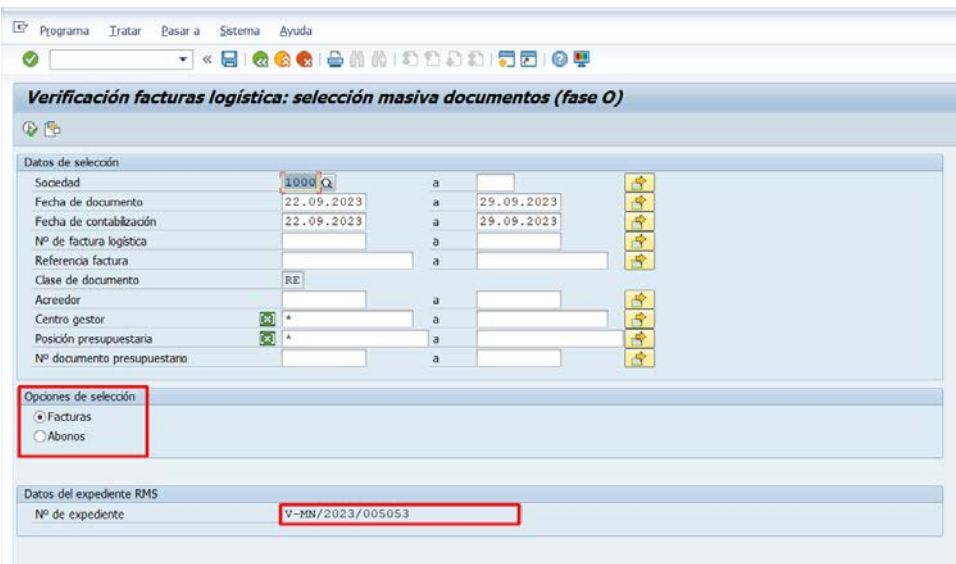 Programa Tratar Pasar a Sistema Ayuda
Verificación facturas logística: selección masiva documentos (fase O)
Datos de selección
Sociedad 1000 a
Fecha de documento 22.09.2023 a 29.09.2023
Fecha de contabilización 22.09.2023 a 29.09.2023
Nº de factura logística a
Referencia factura a
Clase de documento RE
Acreedor a
Centro gestor * a
Posición presupuestaria * a
Nº documento presupuestario a
Opciones de selección
Facturas
Abonos
Datos del expediente RMS
Nº de expediente V-MN/2023/005053